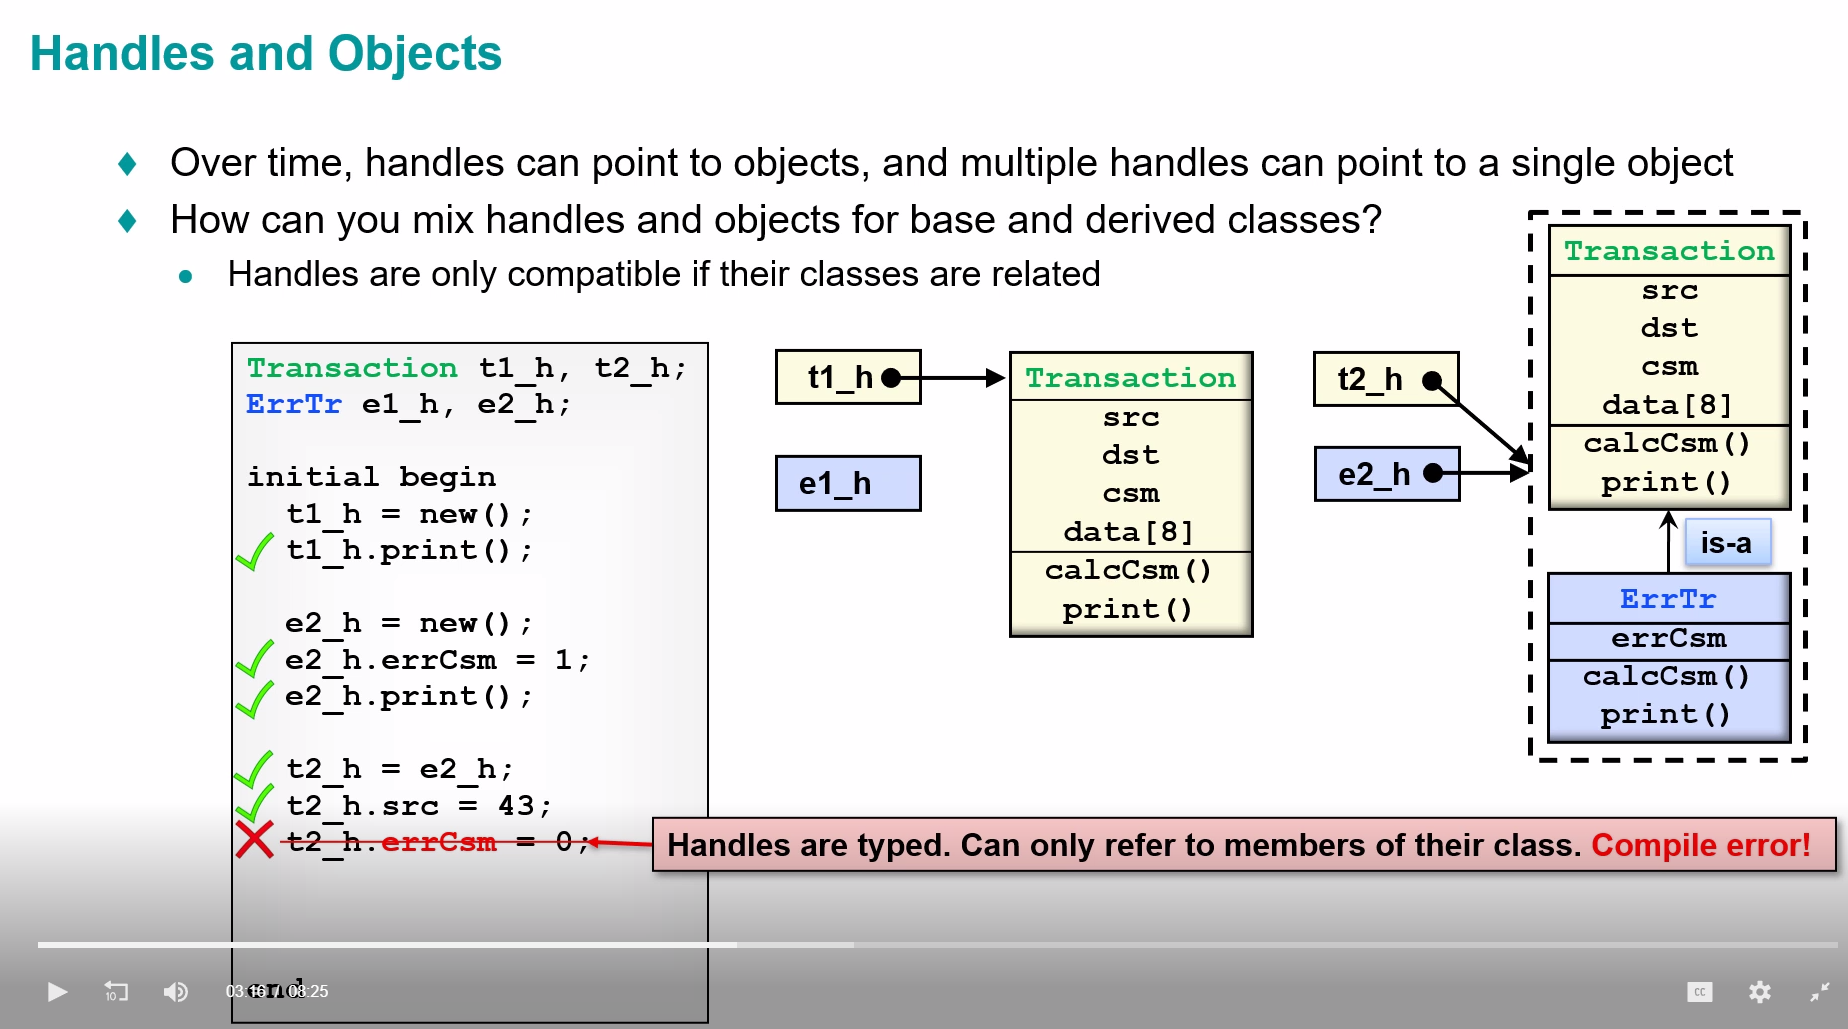 Handles and Objects
Over time, handles can point to objects, and multiple handles can point to a single object
How can you mix handles and objects for base and derived classes?
Handles are only compatible if their classes are related
Transaction t1_h, t2_h;
ErrTr e1_h, e2_h;
initial begin
t1_h = new();
t1_h.print();
e2_h = new();
e2_h.errCsm = 1;
e2_h.print();
t2_h = e2_h;
t2_h.src = 43;
t2_h.errCsm = 0;
end
t1_h
e1_h
Transaction
src
dst
csm
data[8]
calcCsm()
print()
t2_h
e2_h
Transaction
src
dst
csm
data[8]
calcCsm()
print()
is-a
ErrTr
errCsm
calcCsm()
print()
Handles are typed. Can only refer to members of their class. Compile error!
10
03:16 / 08:25
CC